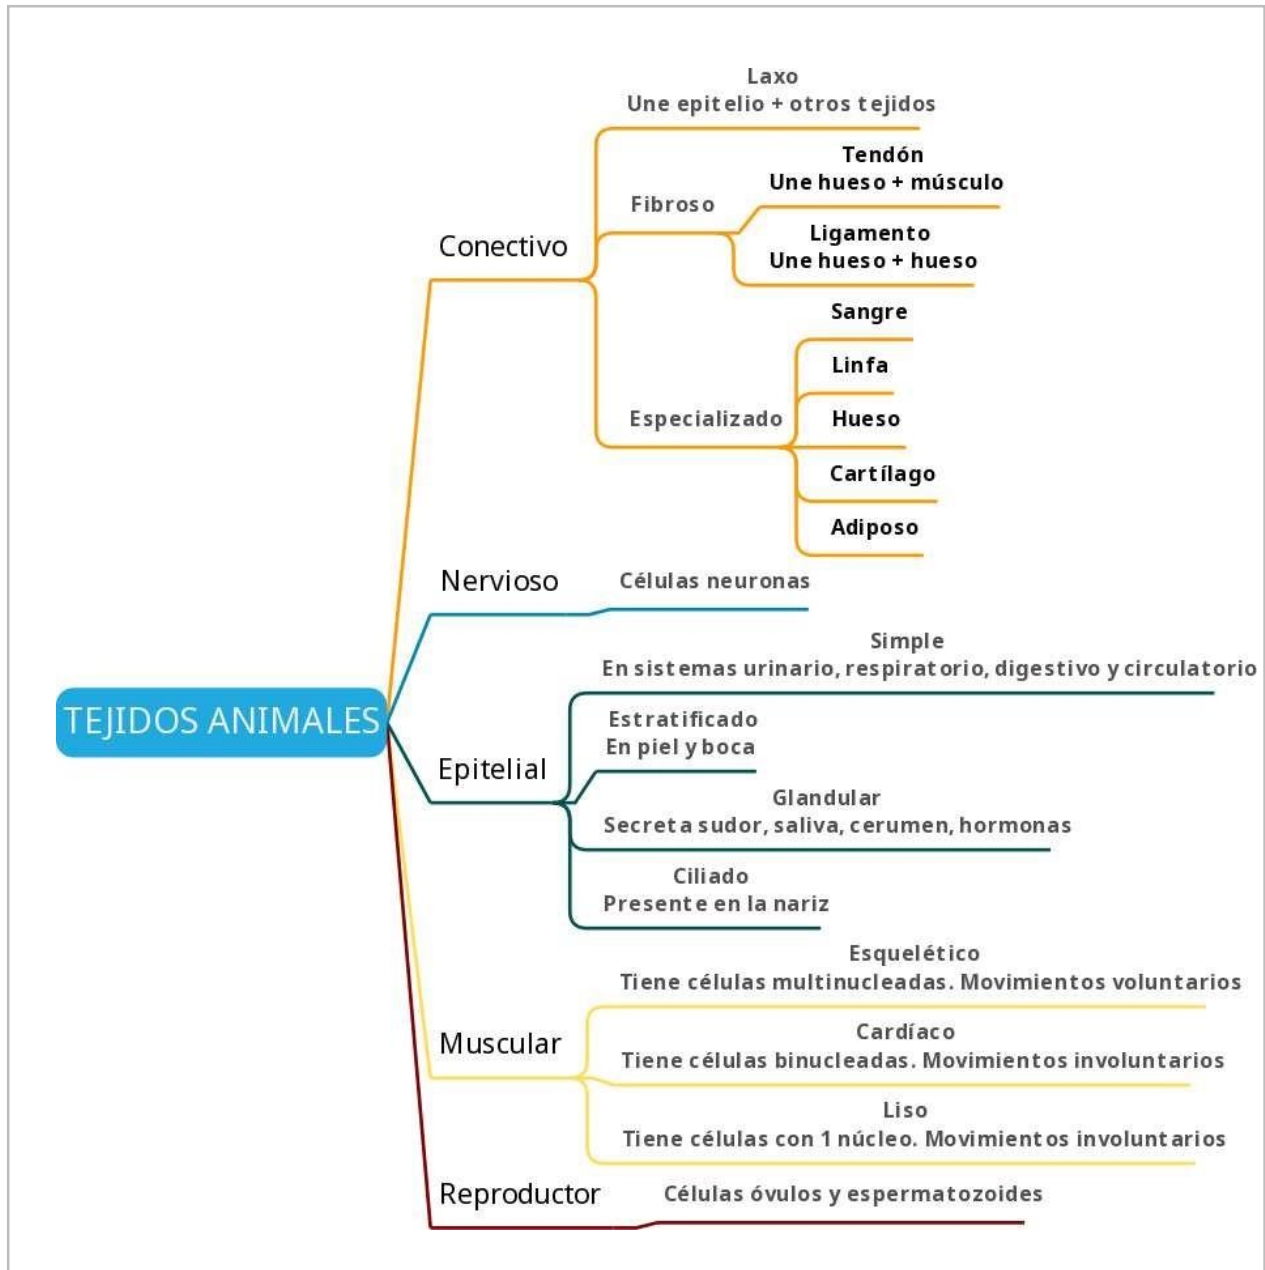 TEJIDOS ANIMALES
Conectivo
Laxo
Une epitelio + otros tejidos
Fibroso
Tendón
Une hueso + músculo
Ligamento
Une hueso + hueso
Especializado
Sangre
Linfa
Hueso
Cartílago
Adiposo
Nervioso
Células neuronas
Epitelial
Simple
En sistemas urinario, respiratorio, digestivo y circulatorio
Estratificado
En piel y boca
Glandular
Secreta sudor, saliva, cerumen, hormonas
Ciliado
Presente en la nariz
Muscular
Esquelético
Tiene células multinucleadas. Movimientos voluntarios
Cardíaco
Tiene células binucleadas. Movimientos involuntarios
Liso
Tiene células con 1 núcleo. Movimientos involuntarios
Reproductor
Células óvulos y espermatozoides